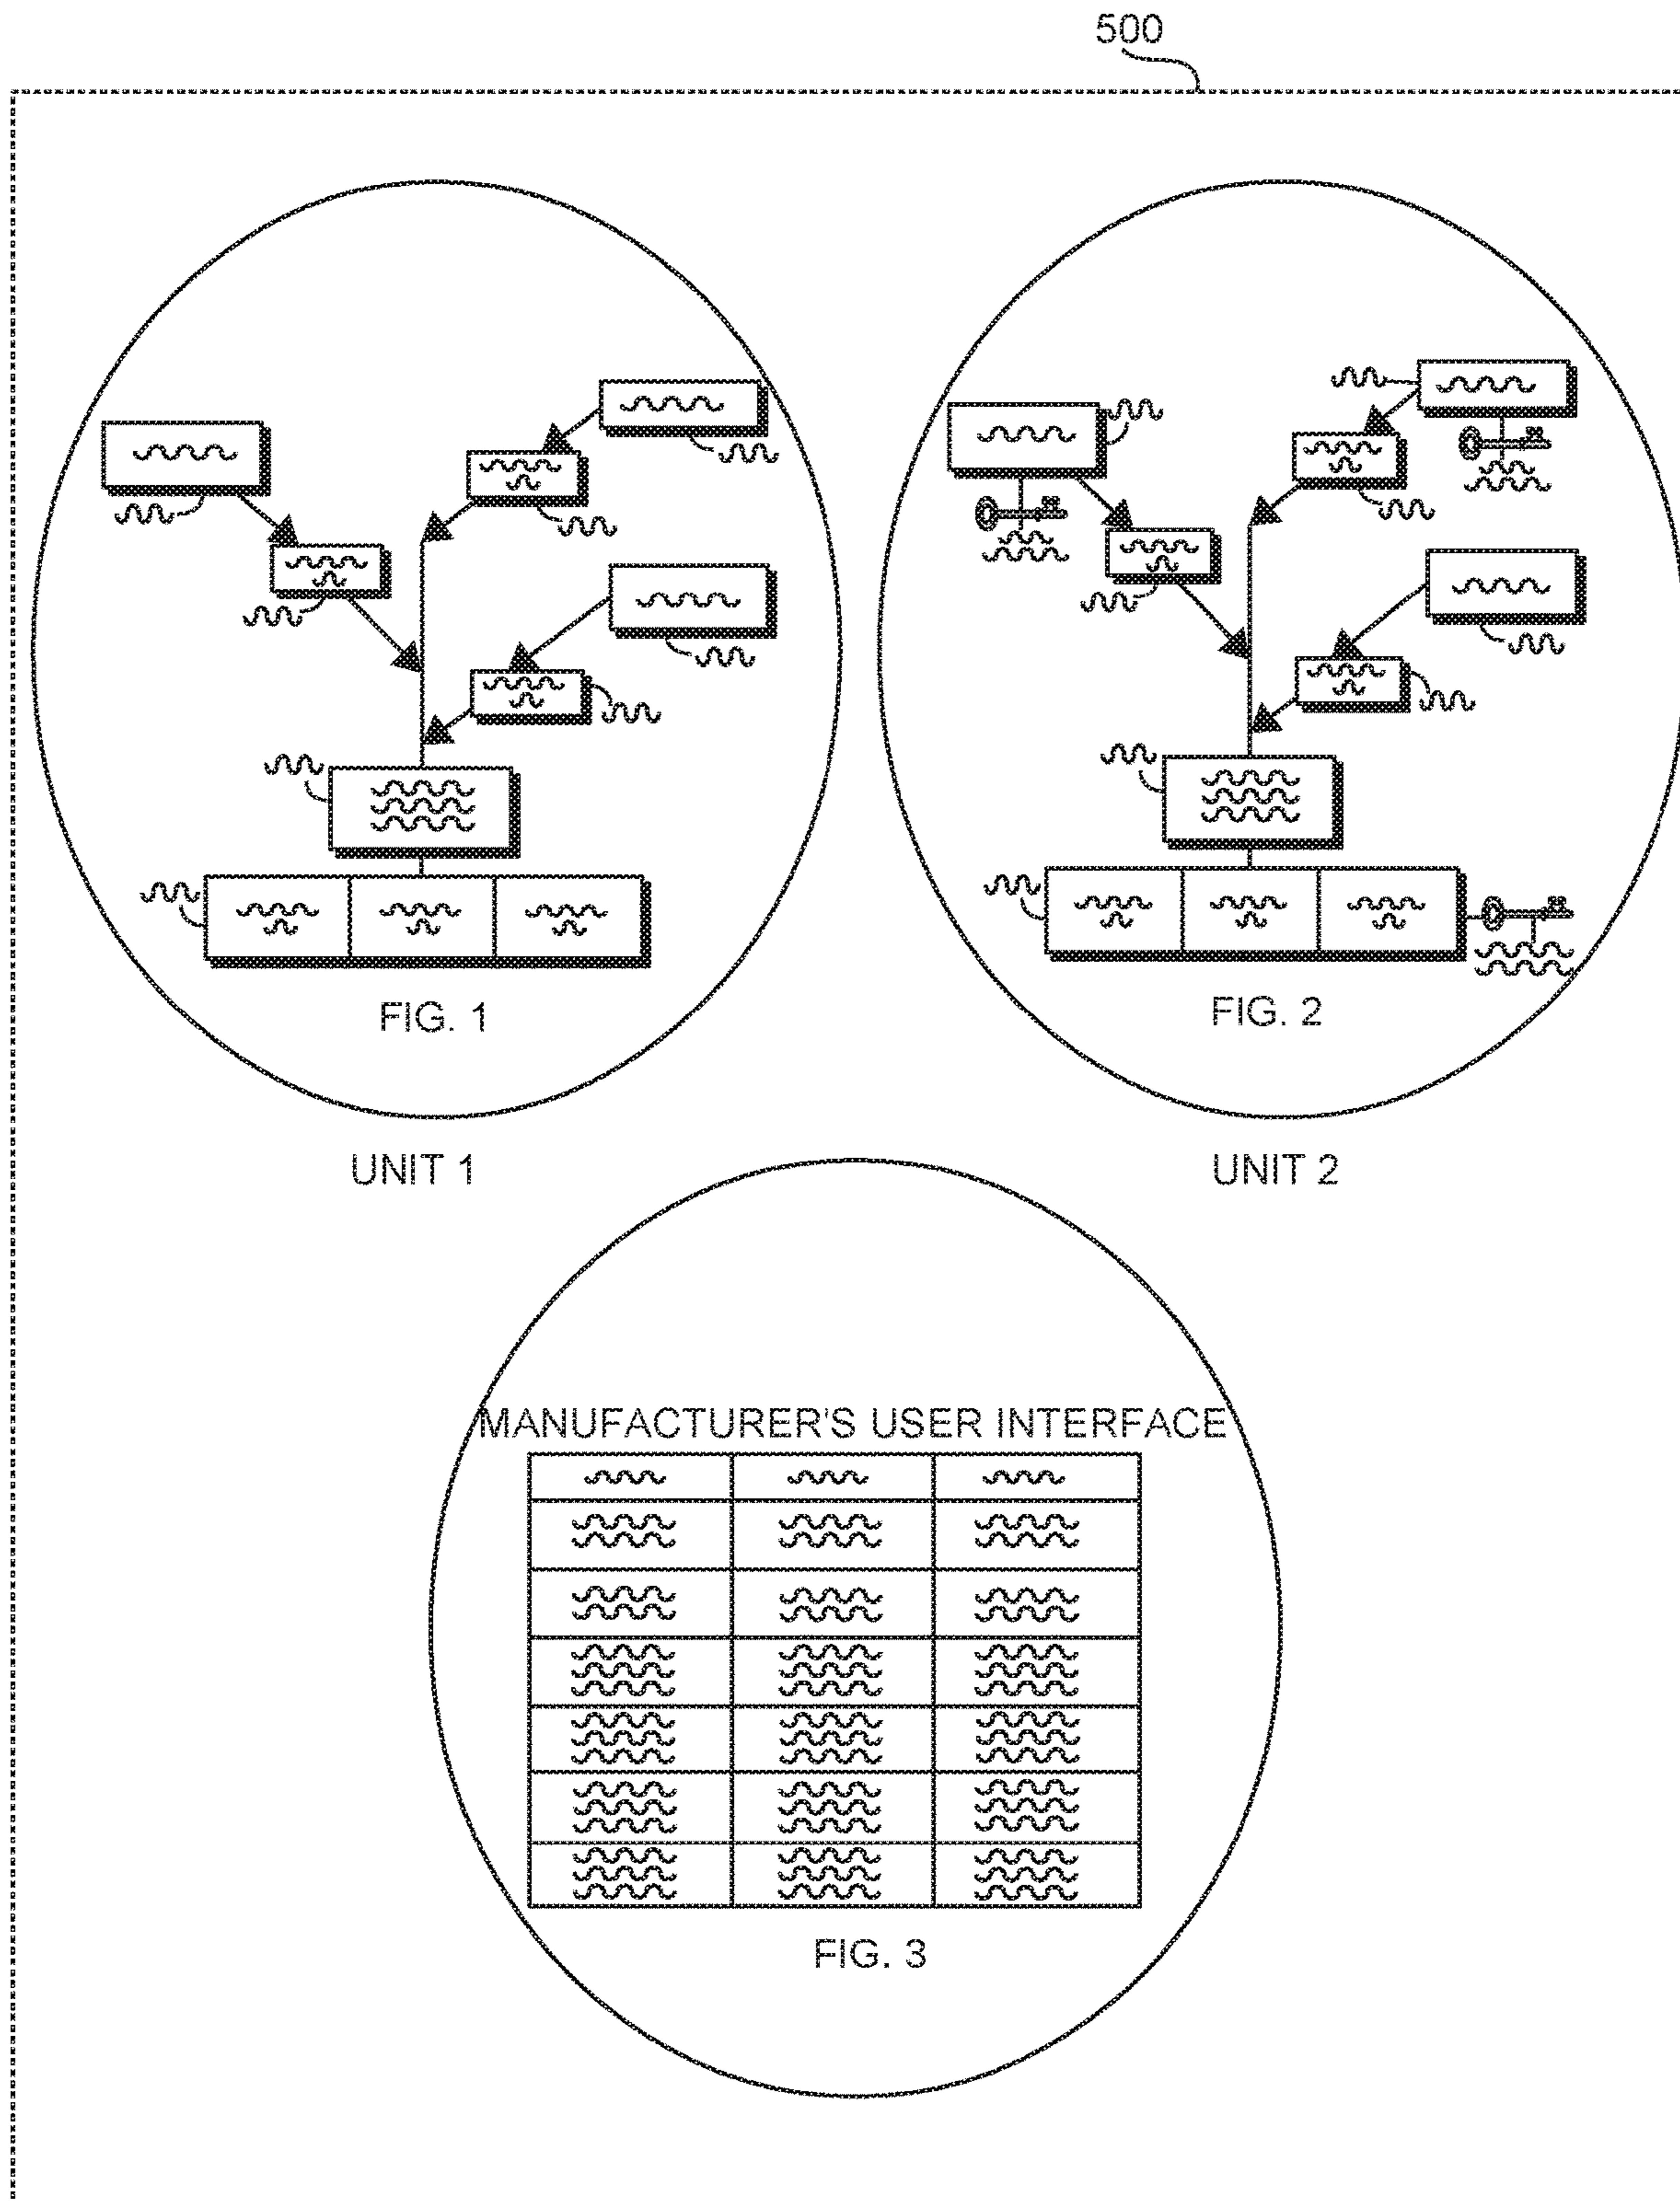 500
FIG. 1
FIG. 2
UNIT 1
UNIT 2
MANUFACTURER'S USER INTERFACE
FIG. 3